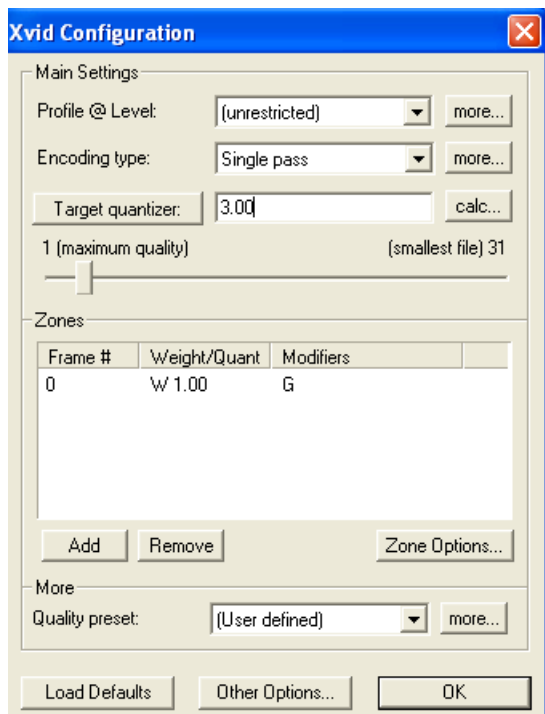 Xvid Configuration
Main Settings
Profile @ Level: (unrestricted) more...
Encoding type: Single pass more...
Target quantizer: 3.00 calc...
1 (maximum quality) (smallest file) 31
Zones
Frame # Weight/Quant Modifiers
0 W 1.00 G
Add Remove Zone Options...
More
Quality preset: (User defined) more...
Load Defaults Other Options... OK